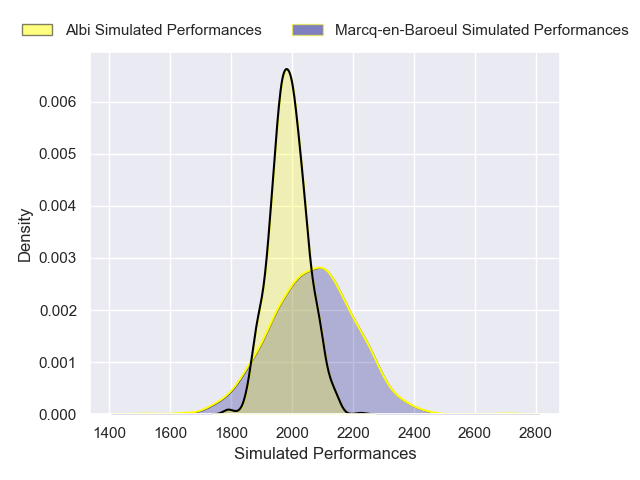 Albi Simulated Performances
Marcq-en-Baroeul Simulated Performances
0.006
0.005
0.004
0.003
0.002
0.001
0.000
Density
1400 1600 1800 2000 2200 2400 2600 2800
Simulated Performances